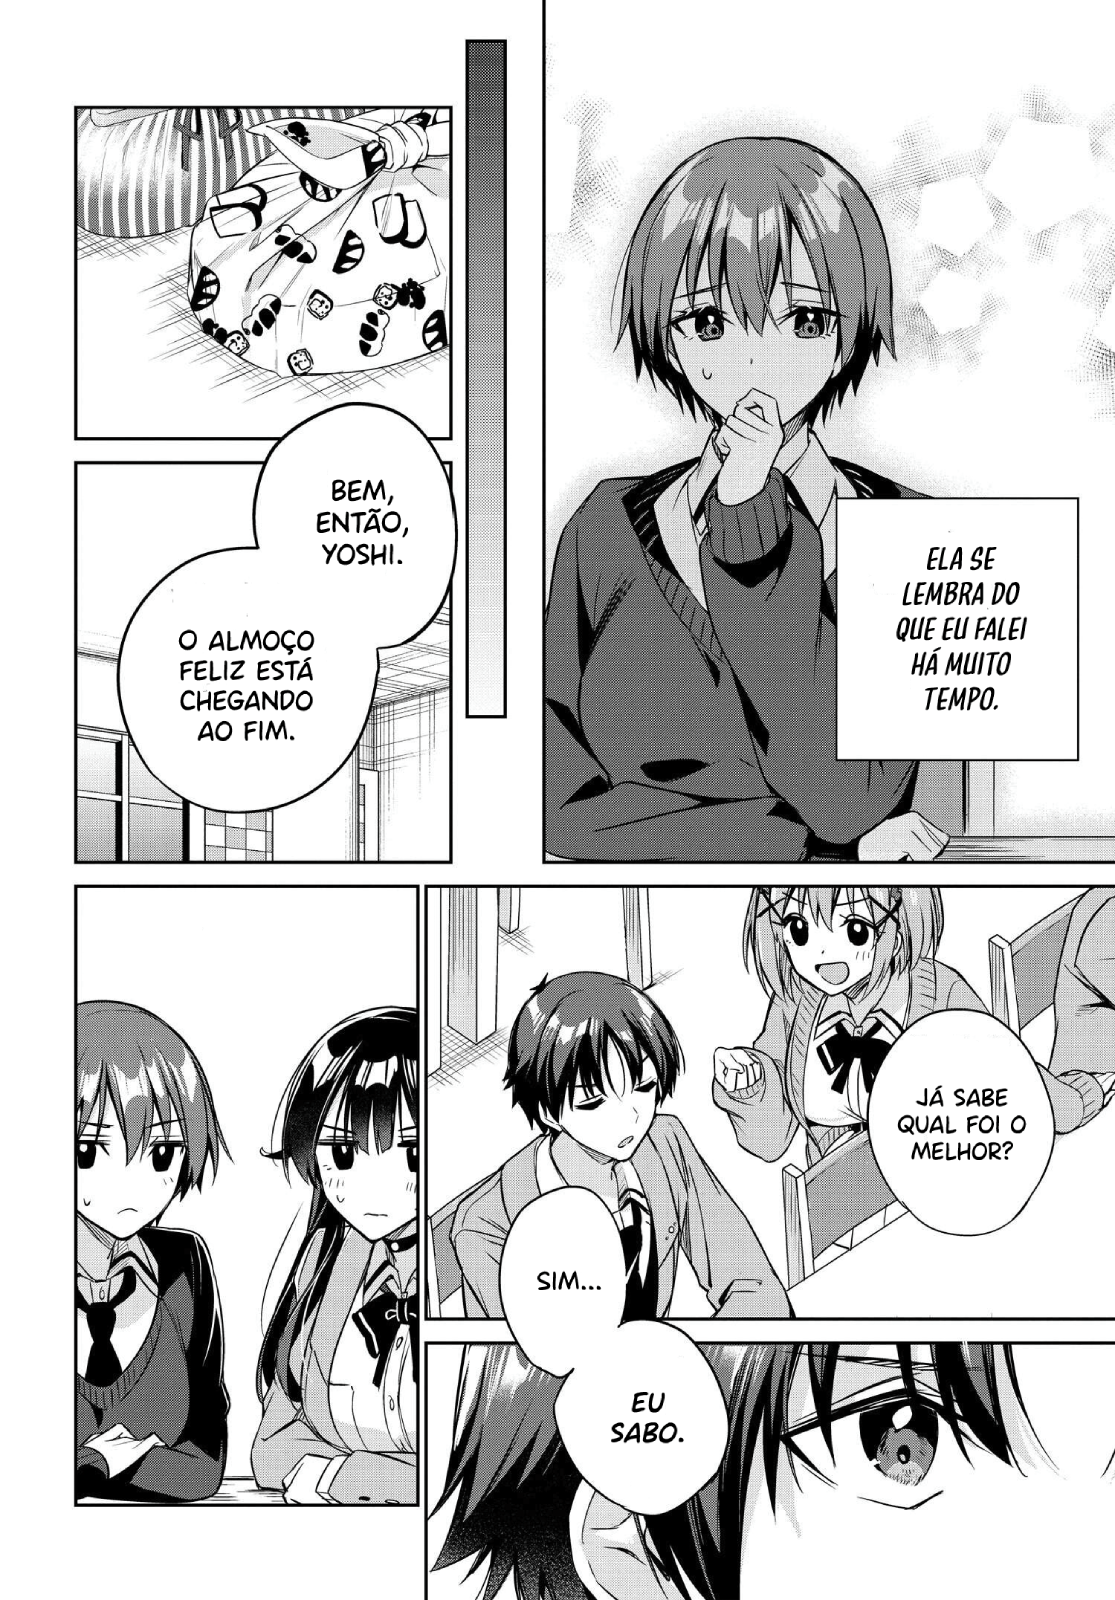 ELA SE
LEMBRA DO
QUE EU FALEI
HÁ MUITO
TEMPO.
BEM,
ENTÃO,
YOSHI.
O ALMOÇO
FELIZ ESTÁ
CHEGANDO
AO FIM.
JÁ SABE
QUAL FOI O
MELHOR?
SIM...
EU
SABO.